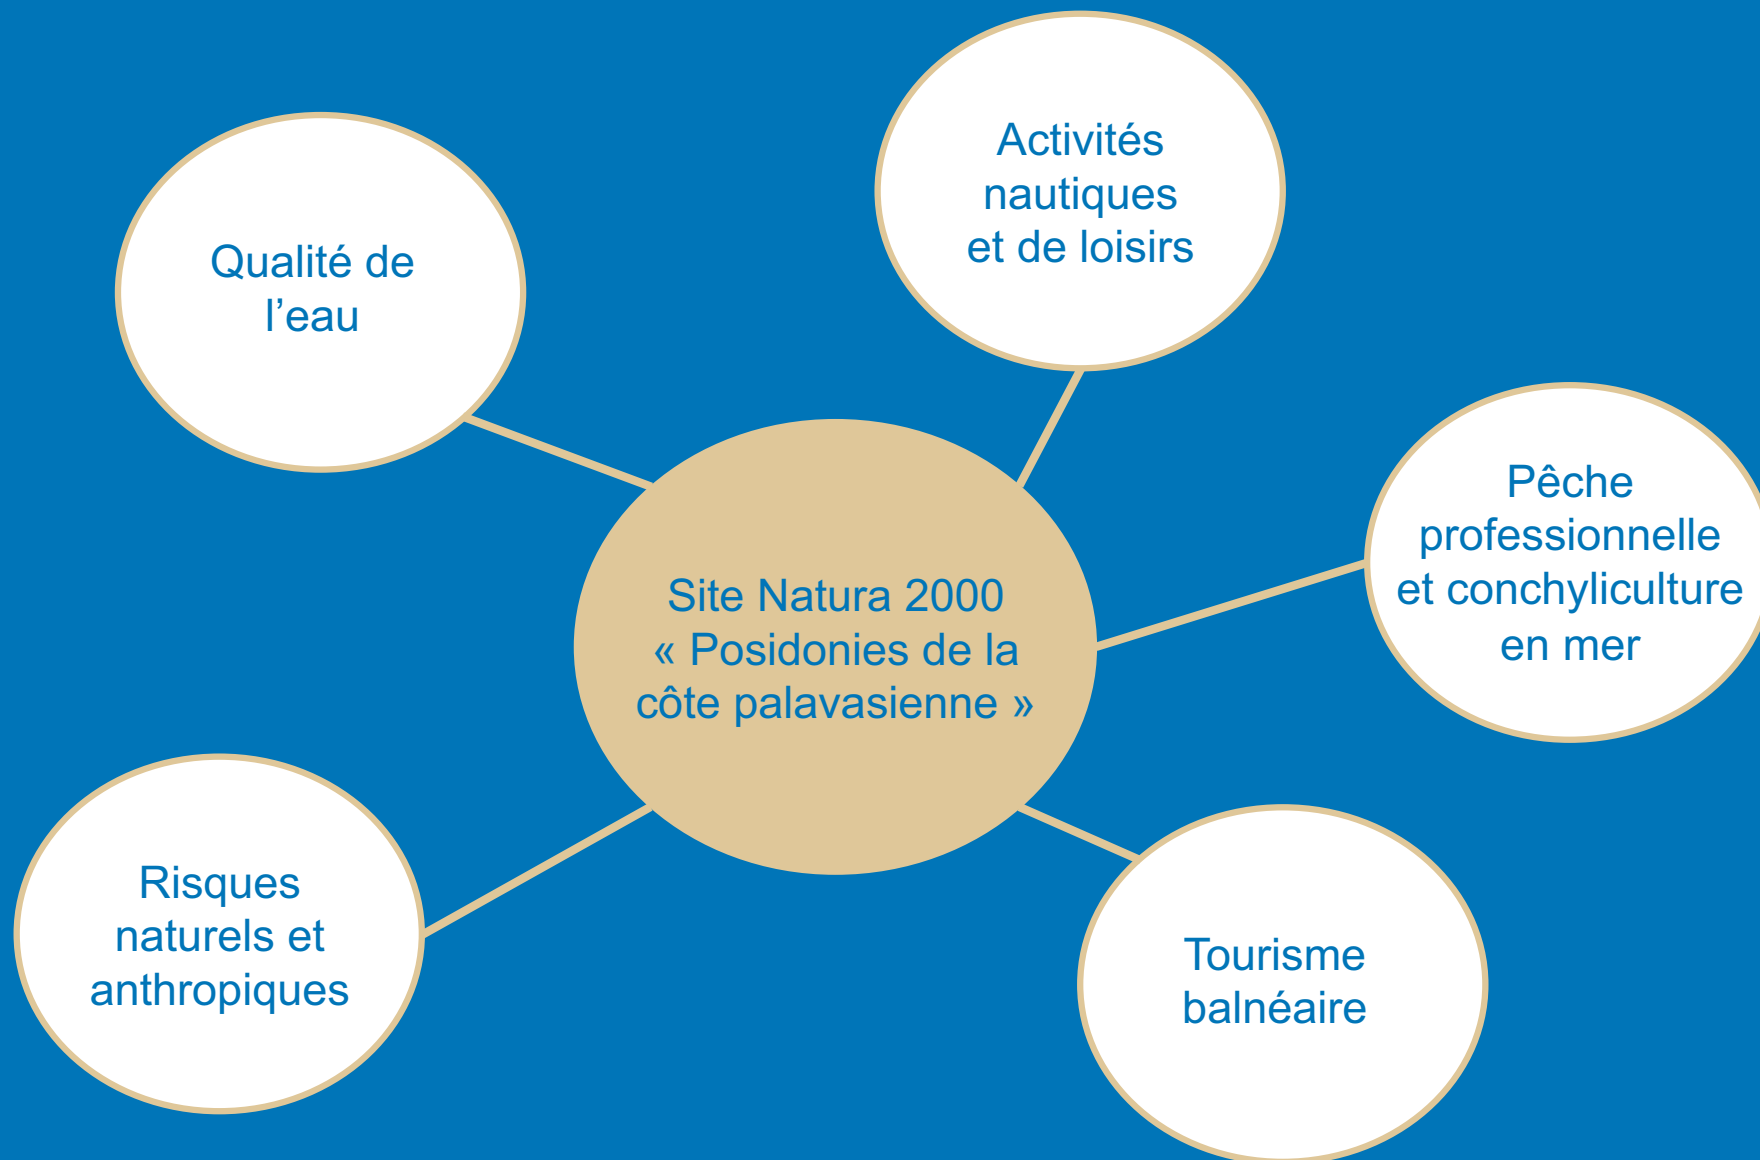 Activités
nautiques
et de loisirs
Qualité de
l’eau
Pêche
professionnelle
et conchyliculture
en mer
Site Natura 2000
« Posidonies de la
côte palavasienne »
Risques
naturels et
anthropiques
Tourisme
balnéaire